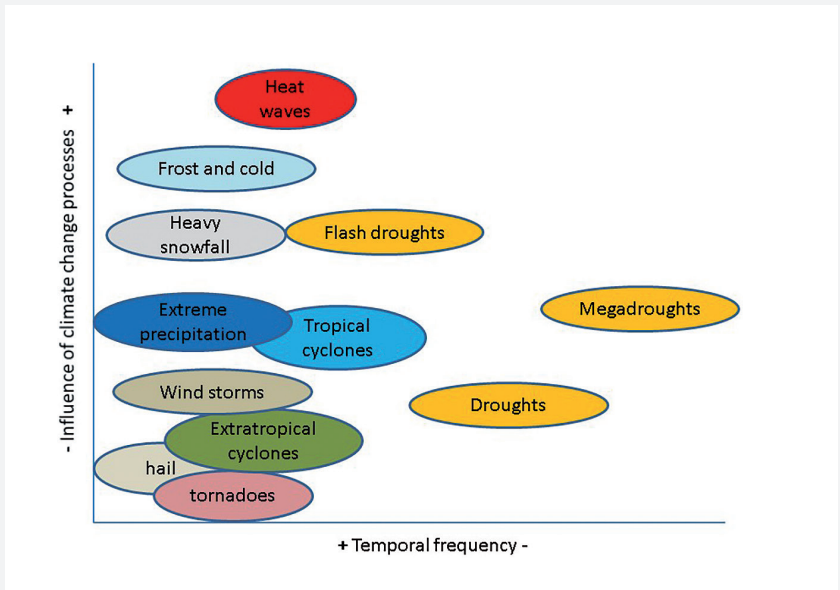 Heat
waves
Frost and cold
Heavy
snowfall
Flash droughts
Extreme
precipitation
Tropical
cyclones
Megadroughts
Wind storms
Droughts
Extratropical
cyclones
hail
tornadoes
- Influence of climate change processes +
+ Temporal frequency -